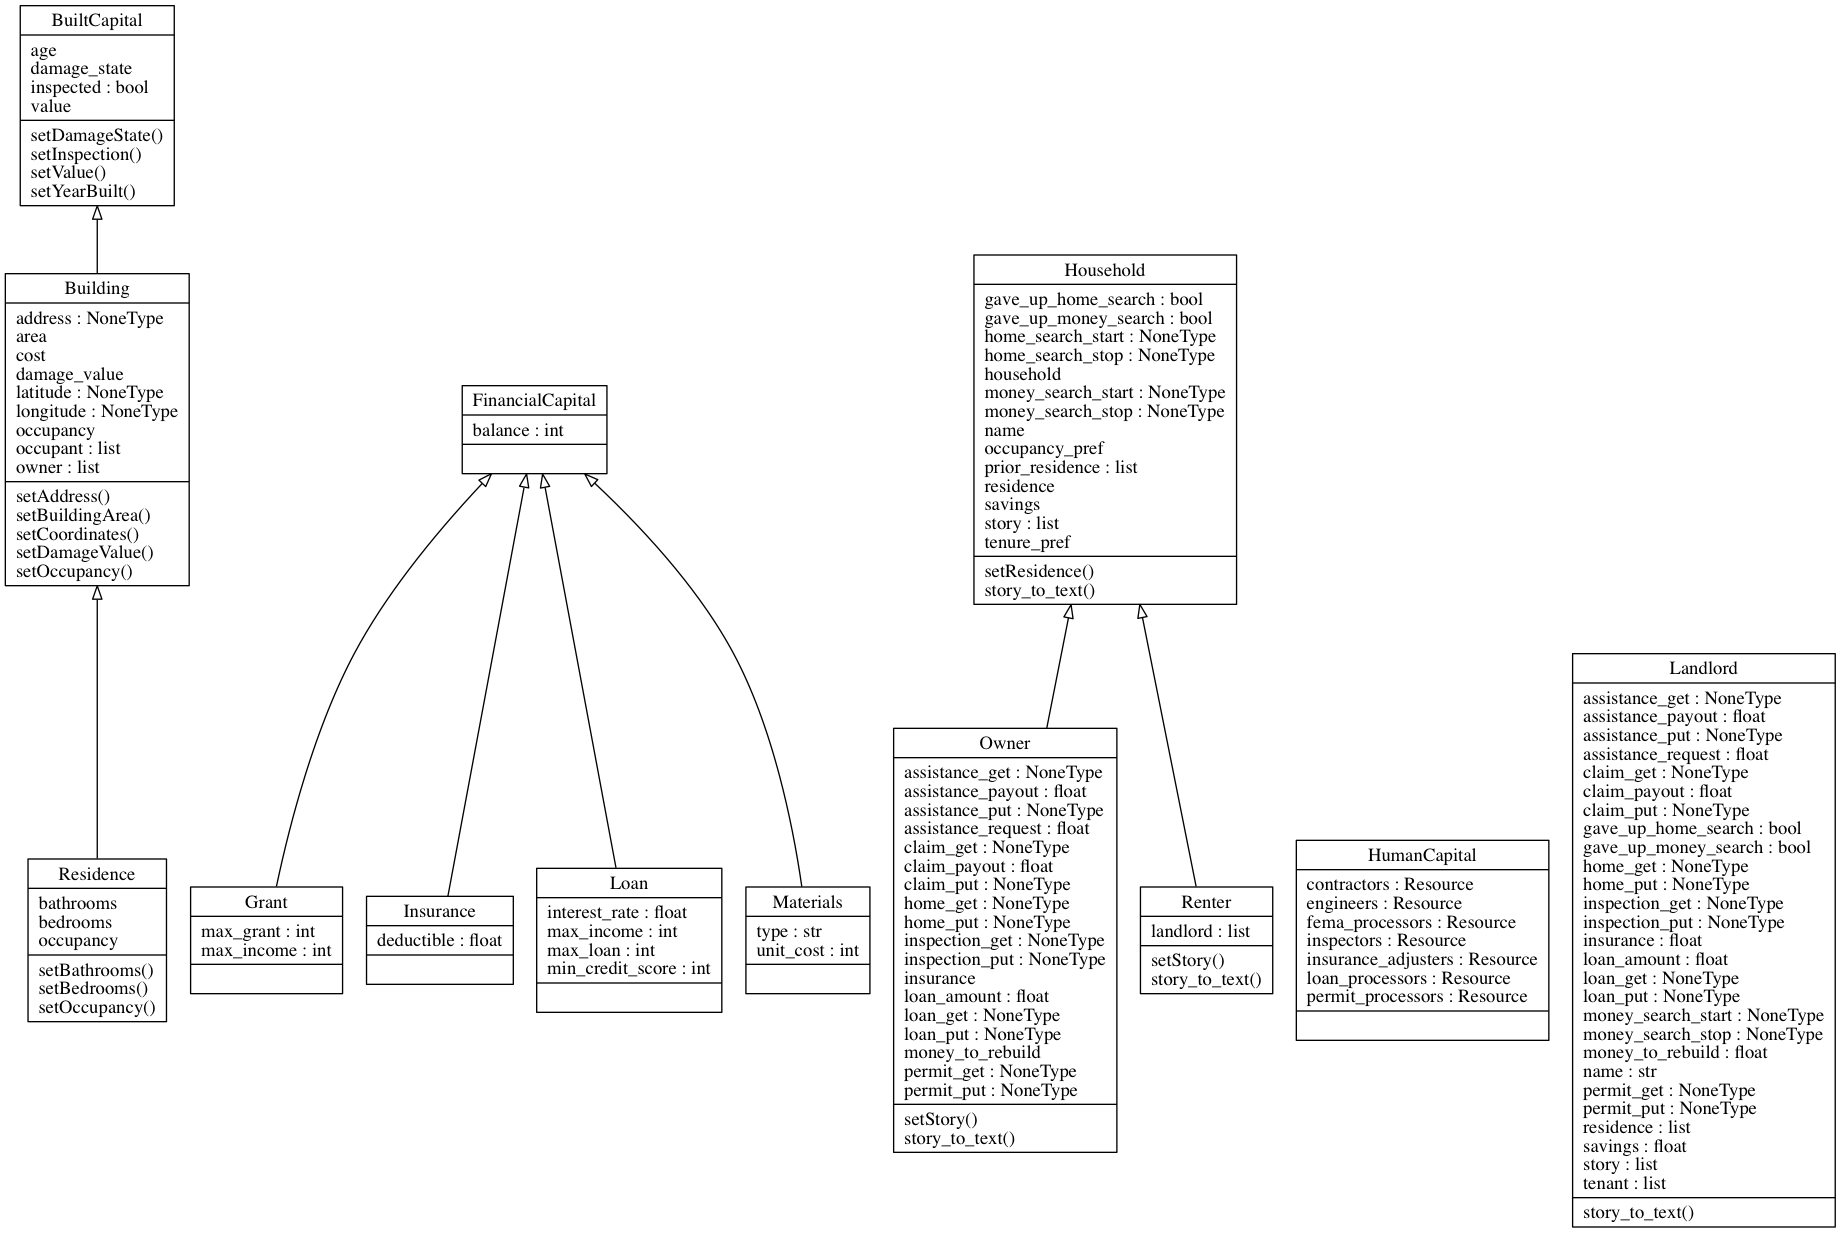 BuiltCapital
age
damage_state
inspected : bool
value
setDamageState()
setInspection()
setValue()
setYearBuilt()
Building
address : NoneType
area
cost
damage_value
latitude : NoneType
longitude : NoneType
occupancy
occupant : list
owner : list
setAddress()
setBuildingArea()
setCoordinates()
setDamageValue()
setOccupancy()
Residence
bathrooms
bedrooms
occupancy
setBathrooms()
setBedrooms()
setOccupancy()
FinancialCapital
balance : int
Grant
max_grant : int
max_income : int
Insurance
deductible : float
Loan
interest_rate : float
max_income : int
max_loan : int
min_credit_score : int
Materials
type : str
unit_cost : int
Household
gave_up_home_search : bool
gave_up_money_search : bool
home_search_start : NoneType
home_search_stop : NoneType
household
money_search_start : NoneType
money_search_stop : NoneType
name
occupancy_pref
prior_residence : list
residence
savings
story : list
tenure_pref
setResidence()
story_to_text()
Owner
assistance_get : NoneType
assistance_payout : float
assistance_put : NoneType
assistance_request : float
claim_get : NoneType
claim_payout : float
claim_put : NoneType
home_get : NoneType
home_put : NoneType
inspection_get : NoneType
inspection_put : NoneType
insurance
loan_amount : float
loan_get : NoneType
loan_put : NoneType
money_to_rebuild
permit_get : NoneType
permit_put : NoneType
setStory()
story_to_text()
Renter
landlord : list
setStory()
story_to_text()
HumanCapital
contractors : Resource
engineers : Resource
fema_processors : Resource
inspectors : Resource
insurance_adjusters : Resource
loan_processors : Resource
permit_processors : Resource
Landlord
assistance_get : NoneType
assistance_payout : float
assistance_put : NoneType
assistance_request : float
claim_get : NoneType
claim_payout : float
claim_put : NoneType
gave_up_home_search : bool
gave_up_money_search : bool
home_get : NoneType
home_put : NoneType
inspection_get : NoneType
inspection_put : NoneType
insurance : float
loan_amount : float
loan_get : NoneType
loan_put : NoneType
money_search_start : NoneType
money_search_stop : NoneType
money_to_rebuild : float
name : str
permit_get : NoneType
permit_put : NoneType
residence : list
savings : float
story : list
tenant : list
story_to_text()